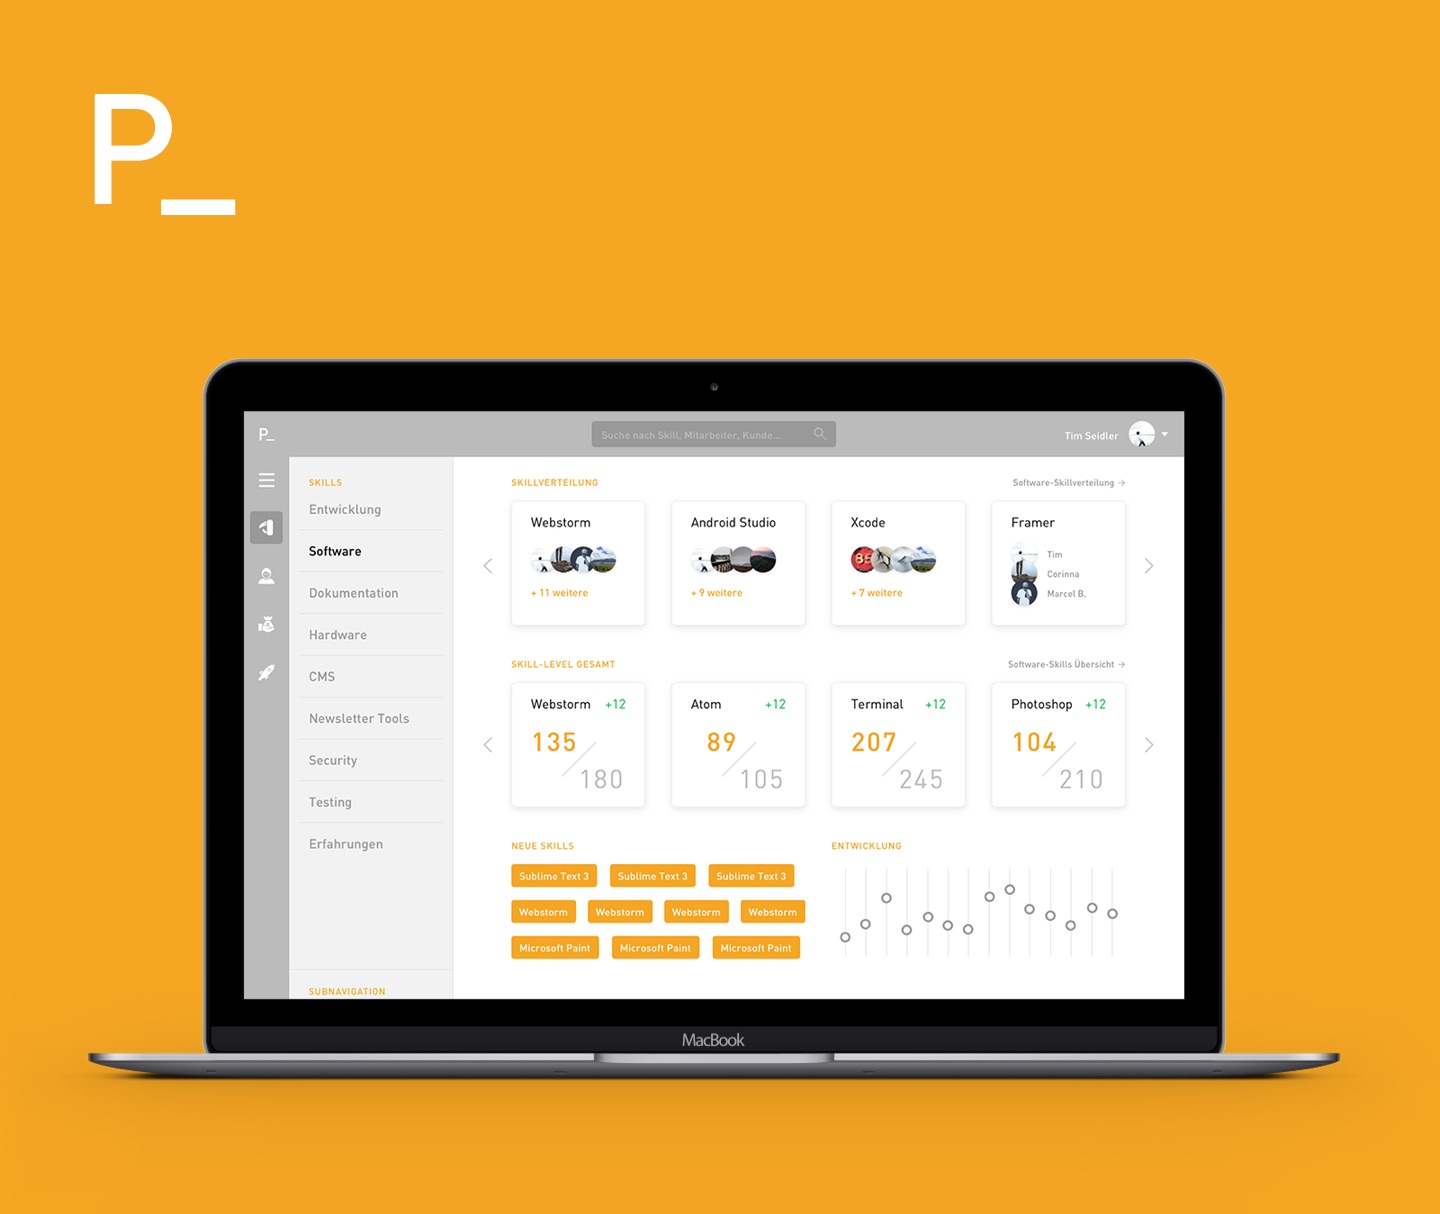 P_
P_
Suche nach Skill, Mitarbeiter, Kunde...
Tim Seidler
SKILLS
Entwicklung
Software
Dokumentation
Hardware
CMS
Newsletter Tools
Security
Testing
Erfahrungen
SUBNAVIGATION
SKILLVERTEILUNG
Software-Skillverteilung →
Webstorm
+ 11 weitere
Android Studio
+ 9 weitere
Xcode
85
+ 7 weitere
Framer
Tim
Corinna
Marcel B.
SKILL-LEVEL GESAMT
Software-Skills Übersicht →
Webstorm +12
135
180
Atom +12
89
105
Terminal +12
207
245
Photoshop +12
104
210
NEUE SKILLS
Sublime Text 3 Sublime Text 3 Sublime Text 3
Webstorm Webstorm Webstorm Webstorm
Microsoft Paint Microsoft Paint Microsoft Paint
ENTWICKLUNG
MacBook